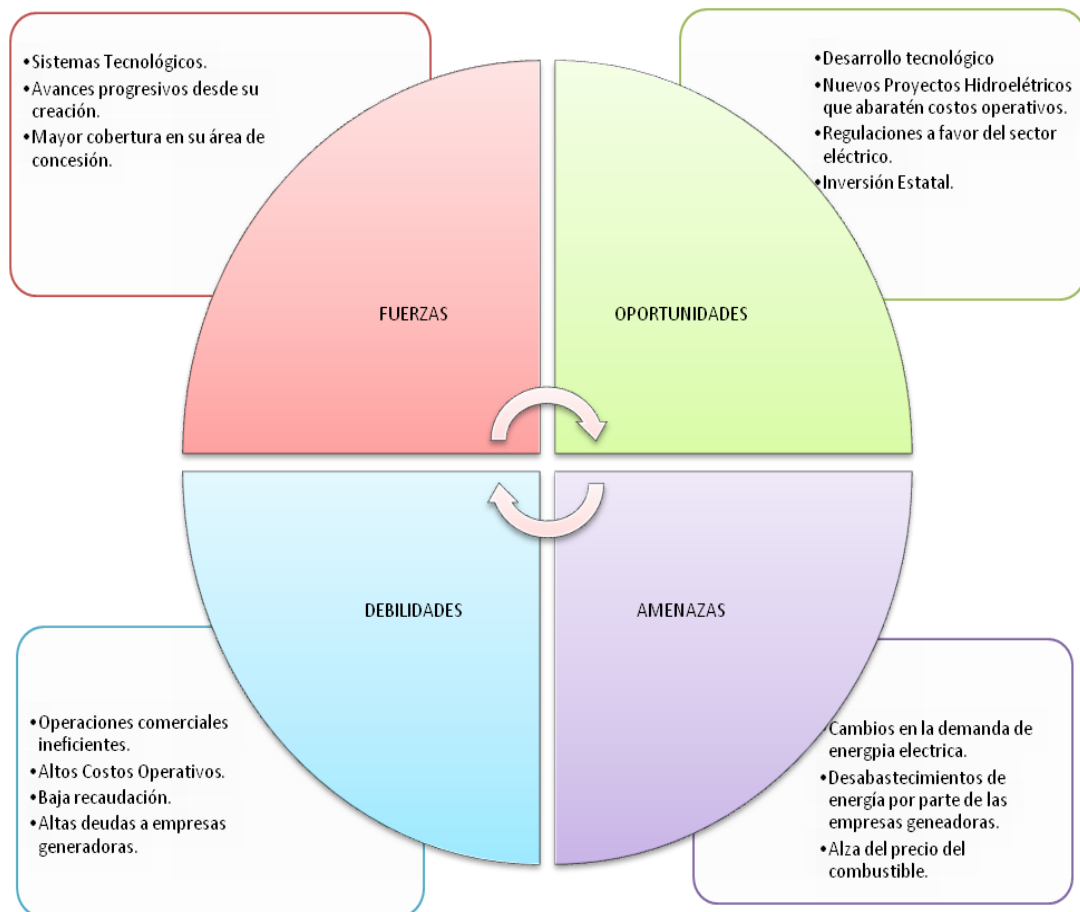 •Sistemas Tecnológicos.
•Avances progresivos desde su
creación.
•Mayor cobertura en su área de
concesión.
•Desarrollo tecnológico
•Nuevos Proyectos Hidroelétricos
que abaratén costos operativos.
•Regulaciones a favor del sector
eléctrico.
•Inversión Estatal.
FUERZAS
OPORTUNIDADES
DEBILIDADES
AMENAZAS
•Operaciones comerciales
ineficientes.
•Altos Costos Operativos.
•Baja recaudación.
•Altas deudas a empresas
generadoras.
•Cambios en la demanda de
energpia electrica.
•Desabastecimientos de
energía por parte de las
empresas geneadoras.
•Alza del precio del
combustible.